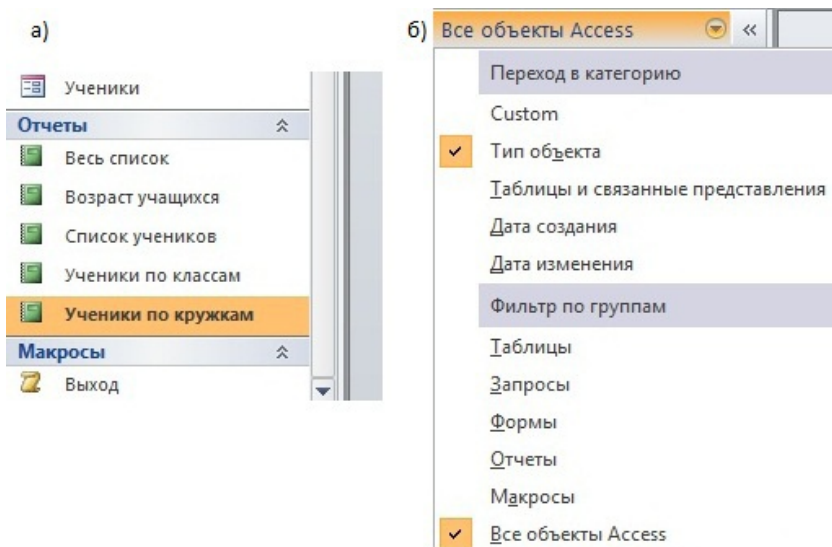 а)
Ученики
Отчеты
Весь список
Возраст учащихся
Список учеников
Ученики по классам
Ученики по кружкам
Макросы
Выход
б)
Все объекты Access
Переход в категорию
Custom
Тип объекта
Таблицы и связанные представления
Дата создания
Дата изменения
Фильтр по группам
Таблицы
Запросы
Формы
Отчеты
Макросы
Все объекты Access